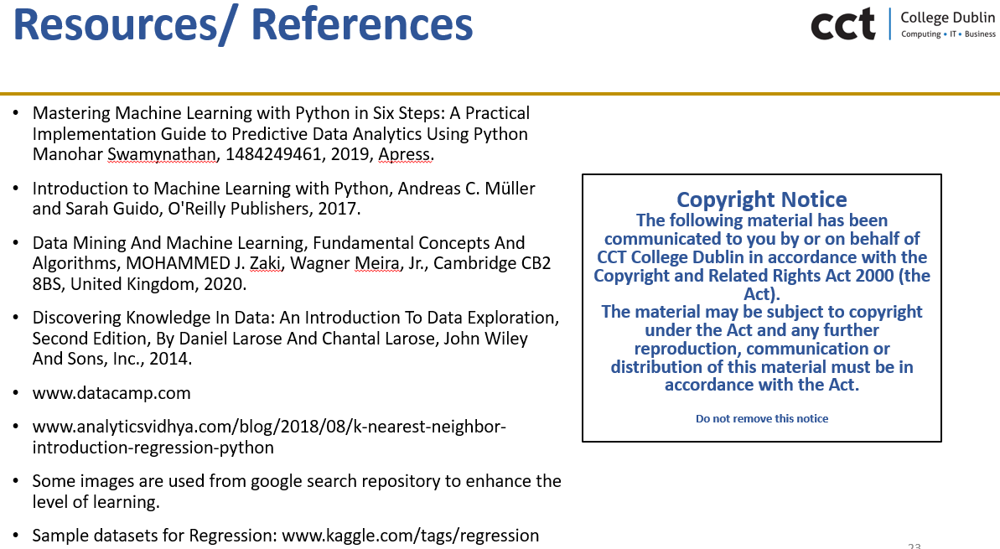 Resources/ References
cct
College Dublin
Computing • IT • Business
• Mastering Machine Learning with Python in Six Steps: A Practical
Implementation Guide to Predictive Data Analytics Using Python
Manohar Swamynathan, 1484249461, 2019, Apress.
• Introduction to Machine Learning with Python, Andreas C. Müller
and Sarah Guido, O'Reilly Publishers, 2017.
• Data Mining And Machine Learning, Fundamental Concepts And
Algorithms, MOHAMMED J. Zaki, Wagner Meira, Jr., Cambridge CB2
8BS, United Kingdom, 2020.
• Discovering Knowledge In Data: An Introduction To Data Exploration,
Second Edition, By Daniel Larose And Chantal Larose, John Wiley
And Sons, Inc., 2014.
• www.datacamp.com
• www.analyticsvidhya.com/blog/2018/08/k-nearest-neighbor-
introduction-regression-python
• Some images are used from google search repository to enhance the
level of learning.
• Sample datasets for Regression: www.kaggle.com/tags/regression
Copyright Notice
The following material has been
communicated to you by or on behalf of
CCT College Dublin in accordance with the
Copyright and Related Rights Act 2000 (the
Act).
The material may be subject to copyright
under the Act and any further
reproduction, communication or
distribution of this material must be in
accordance with the Act.
Do not remove this notice
23